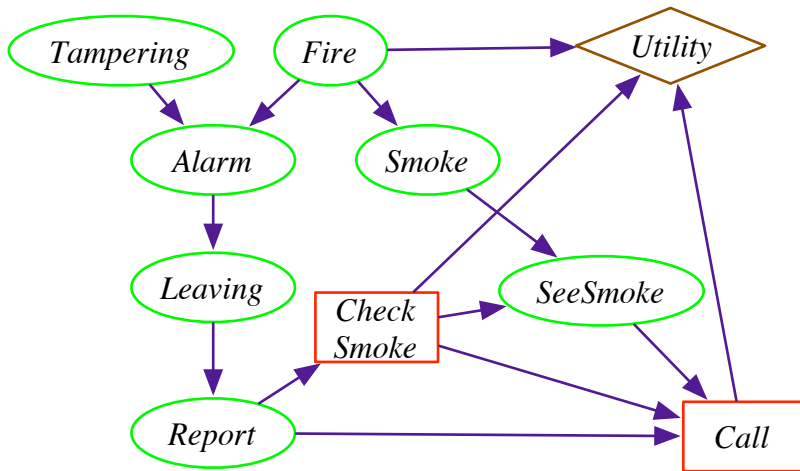 Tampering
Fire
Utility
Alarm
Smoke
Leaving
Check
Smoke
SeeSmoke
Report
Call